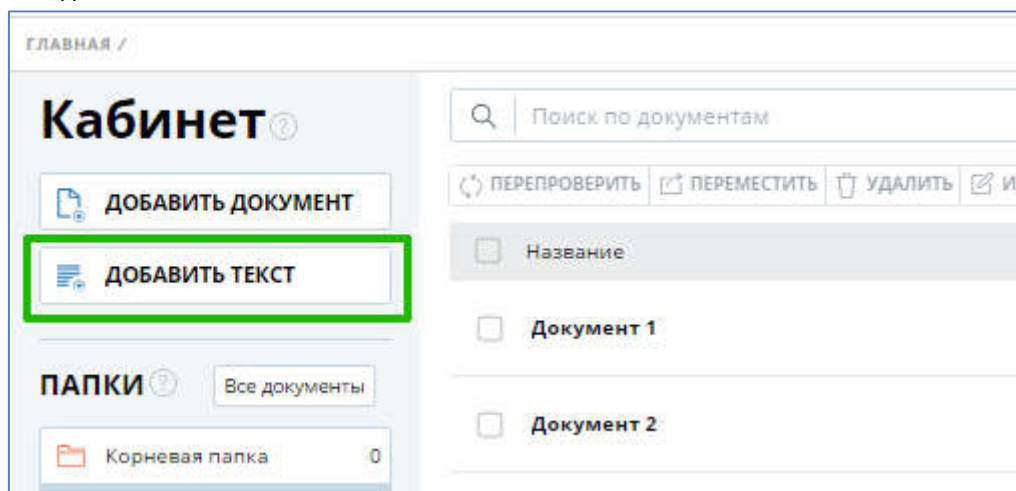 ГЛАВНАЯ /
Кабинет ?
Поиск по документам
ДОБАВИТЬ ДОКУМЕНТ
ДОБАВИТЬ ТЕКСТ
ПЕРЕПРОВЕРИТЬ ПЕРЕМЕСТИТЬ УДАЛИТЬ И
Название
Документ 1
ПАПКИ ? Все документы
Документ 2
Корневая папка 0